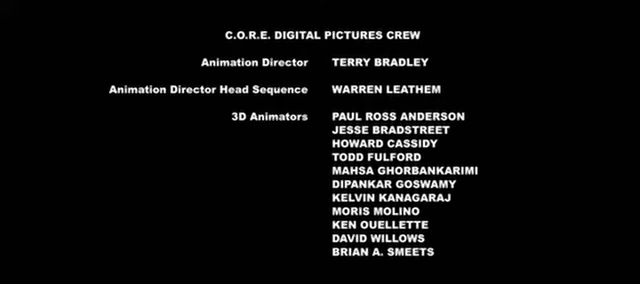 C.O.R.E. DIGITAL PICTURES CREW
Animation Director TERRY BRADLEY
Animation Director Head Sequence WARREN LEATHEM
3D Animators PAUL ROSS ANDERSON
JESSE BRADSTREET
HOWARD CASSIDY
TODD FULFORD
MAHSA GHORBANKARIMI
DIPANKAR GOSWAMY
KELVIN KANAGARAJ
MORIS MOLINO
KEN OUELLETTE
DAVID WILLOWS
BRIAN A. SMEETS